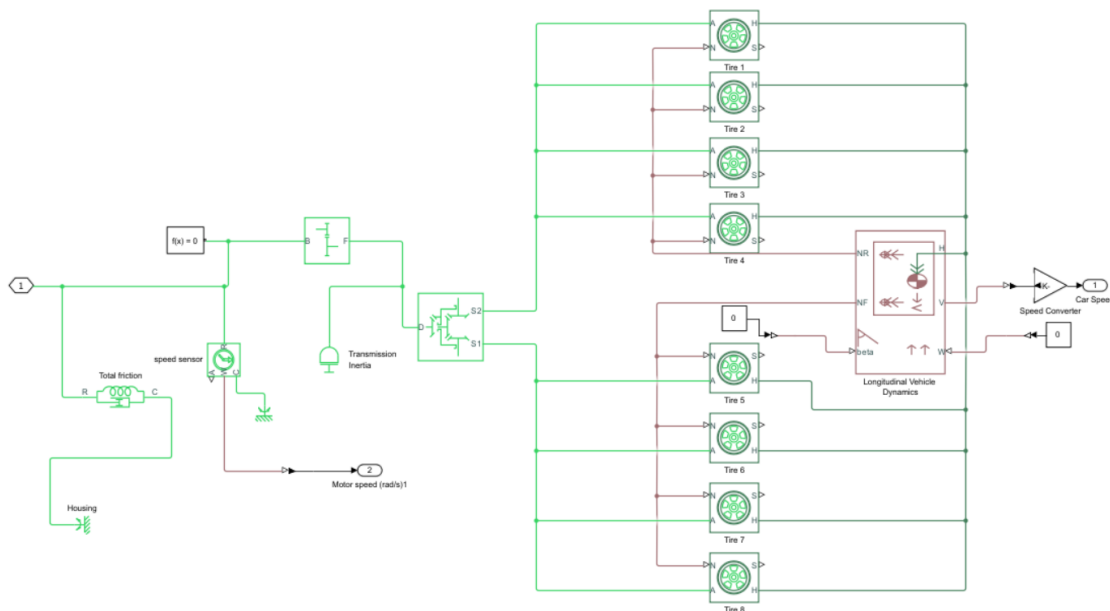 A
H
N
S
Tire 1
A
H
N
S
Tire 2
A
H
N
S
Tire 3
A
H
N
S
Tire 4
f(x) = 0
B
F
1
speed sensor
R
A
W
C
Total friction
R
C
Housing
Transmission
Inertia
D
S2
S1
2
Motor speed (rad/s)1
NR
H
NF
V
beta
W
Longitudinal Vehicle
Dynamics
0
0
K-
Speed Converter
1
Car Spee
N
S
A
H
Tire 5
N
S
A
H
Tire 6
N
S
A
H
Tire 7
N
S
A
H
Tire 8